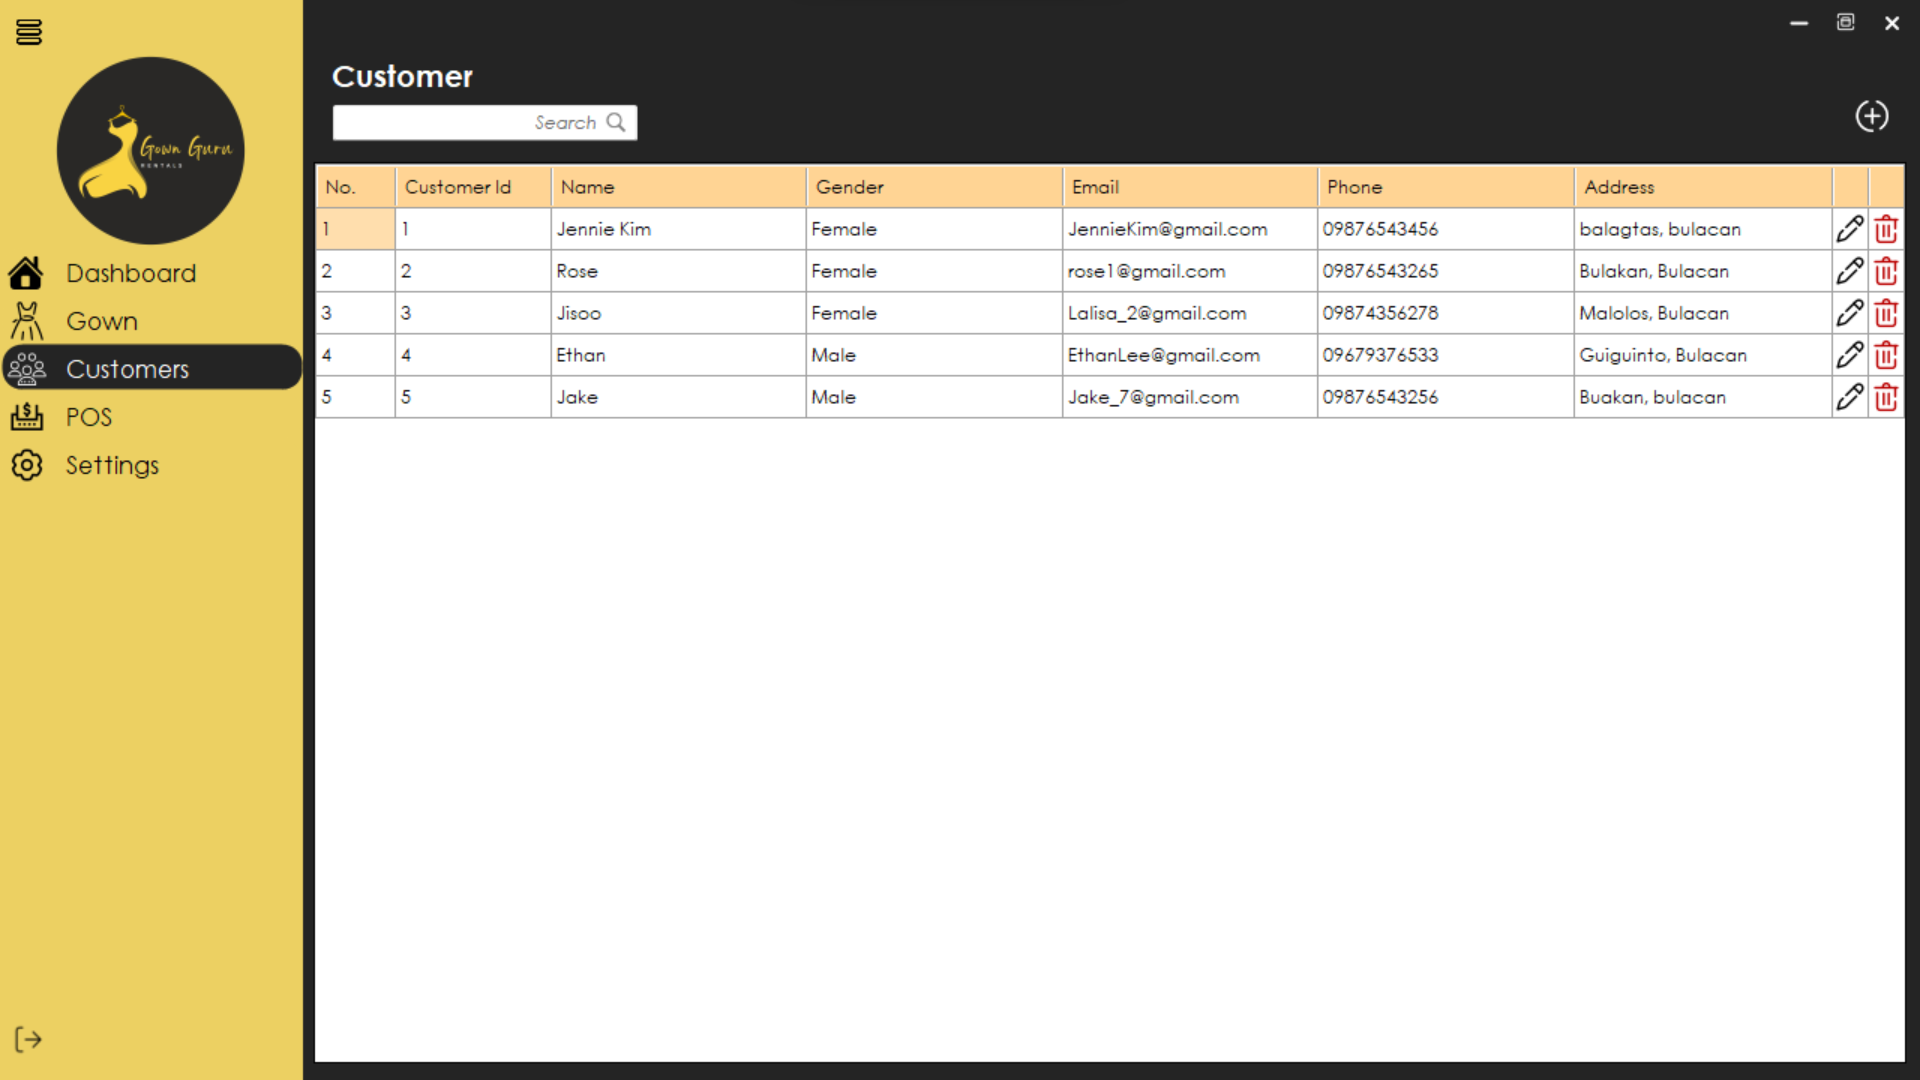 Gown Guru
RENTALS
Dashboard
Gown
Customers
POS
Settings
Customer
Search
No. Customer Id Name Gender Email Phone Address
1 1 Jennie Kim Female JennieKim@gmail.com 09876543456 balagtas, bulacan
2 2 Rose Female rose1@gmail.com 09876543265 Bulakan, Bulacan
3 3 Jisoo Female Lalisa_2@gmail.com 09874356278 Malolos, Bulacan
4 4 Ethan Male EthanLee@gmail.com 09679376533 Guiguinto, Bulacan
5 5 Jake Male Jake_7@gmail.com 09876543256 Buakan, bulacan